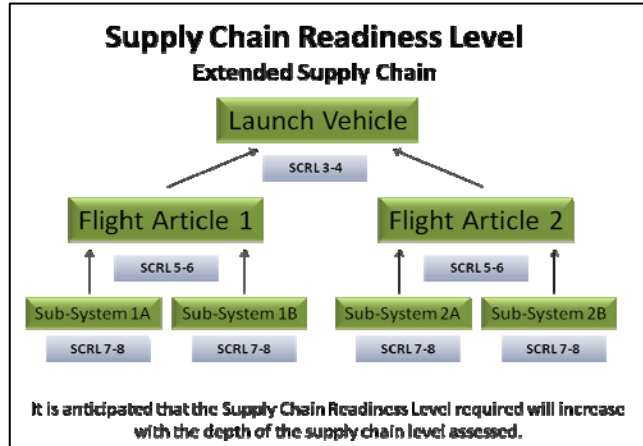 Supply Chain Readiness Level
Extended Supply Chain
Launch Vehicle
SCRL 3-4
Flight Article 1
Flight Article 2
SCRL 5-6
SCRL 5-6
Sub-System 1A
Sub-System 1B
Sub-System 2A
Sub-System 2B
SCRL 7-8
SCRL 7-8
SCRL 7-8
SCRL 7-8
It is anticipated that the Supply Chain Readiness Level required will increase
with the depth of the supply chain level assessed.